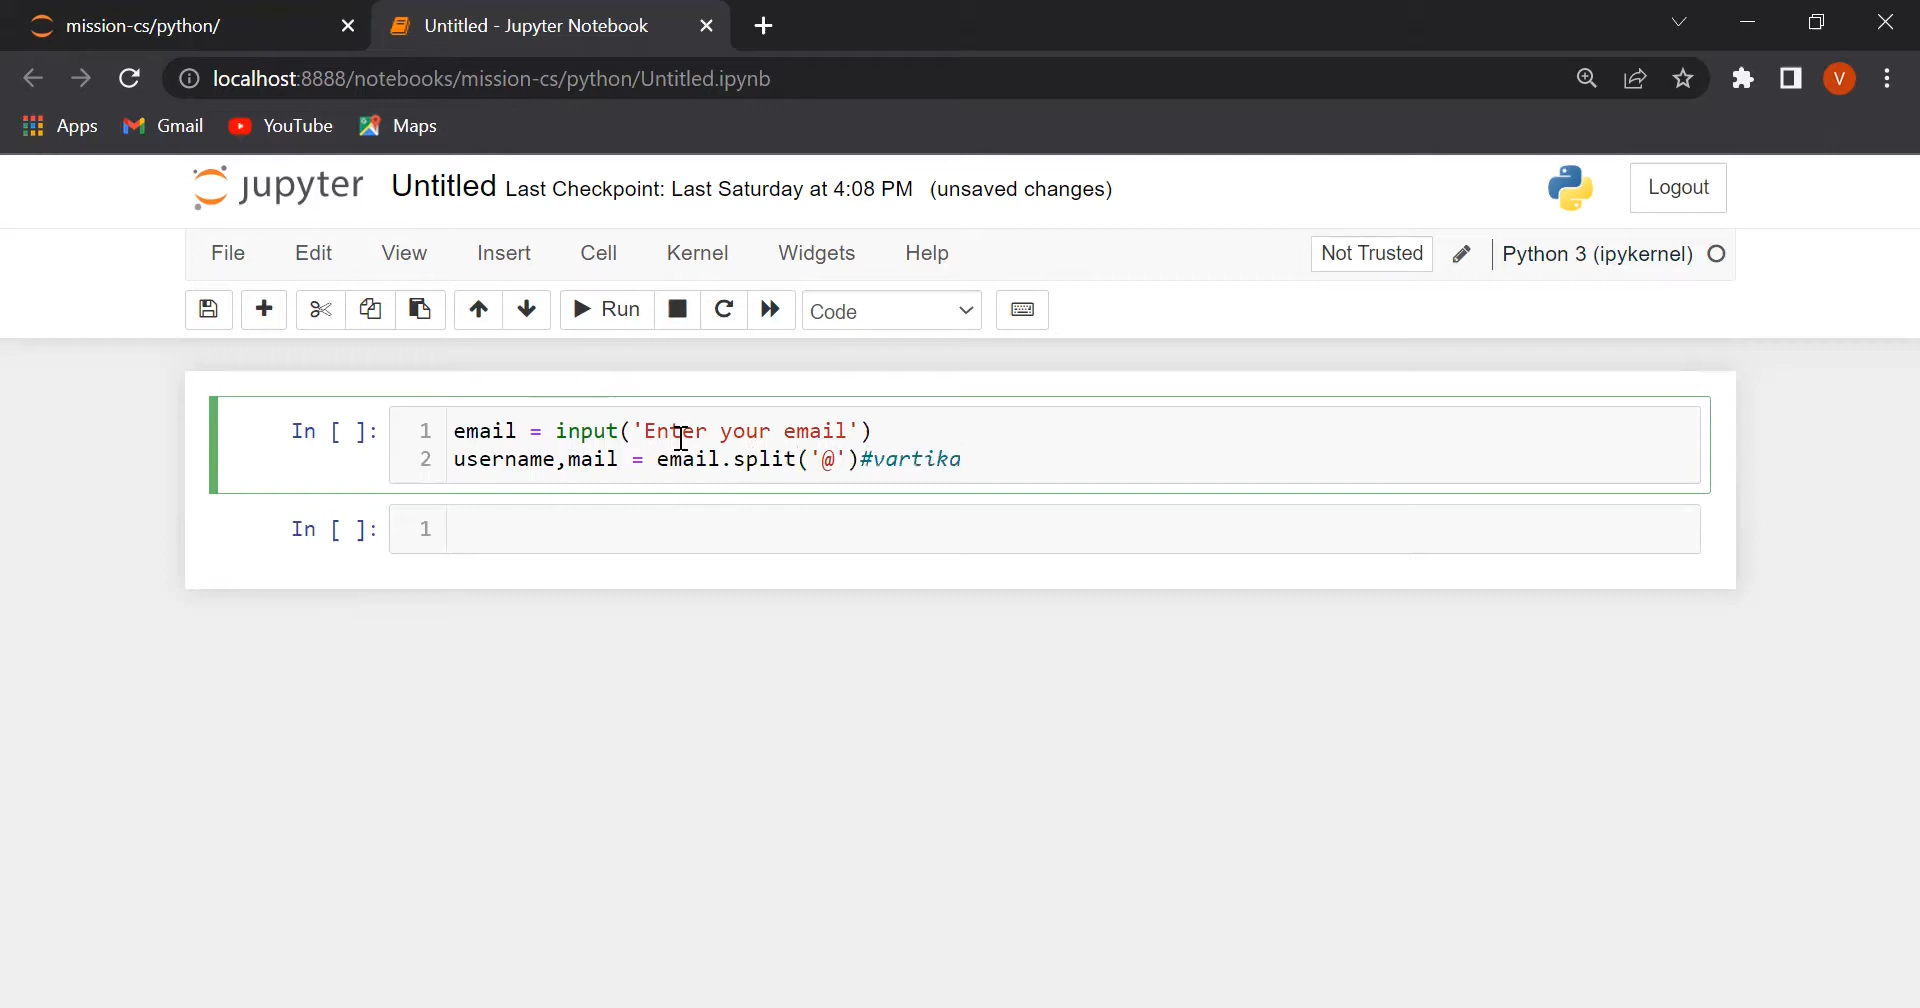 mission-cs/python/
Untitled - Jupyter Notebook
localhost:8888/notebooks/mission-cs/python/Untitled.ipynb
V
Apps Gmail YouTube Maps
jupyter Untitled Last Checkpoint: Last Saturday at 4:08 PM (unsaved changes)
Logout
File Edit View Insert Cell Kernel Widgets Help
Not Trusted
Python 3 (ipykernel)
Run
Code
In [ ]:
1 email = input('Enter your email')
2 username,mail = email.split('@')#vartika
In [ ]:
1